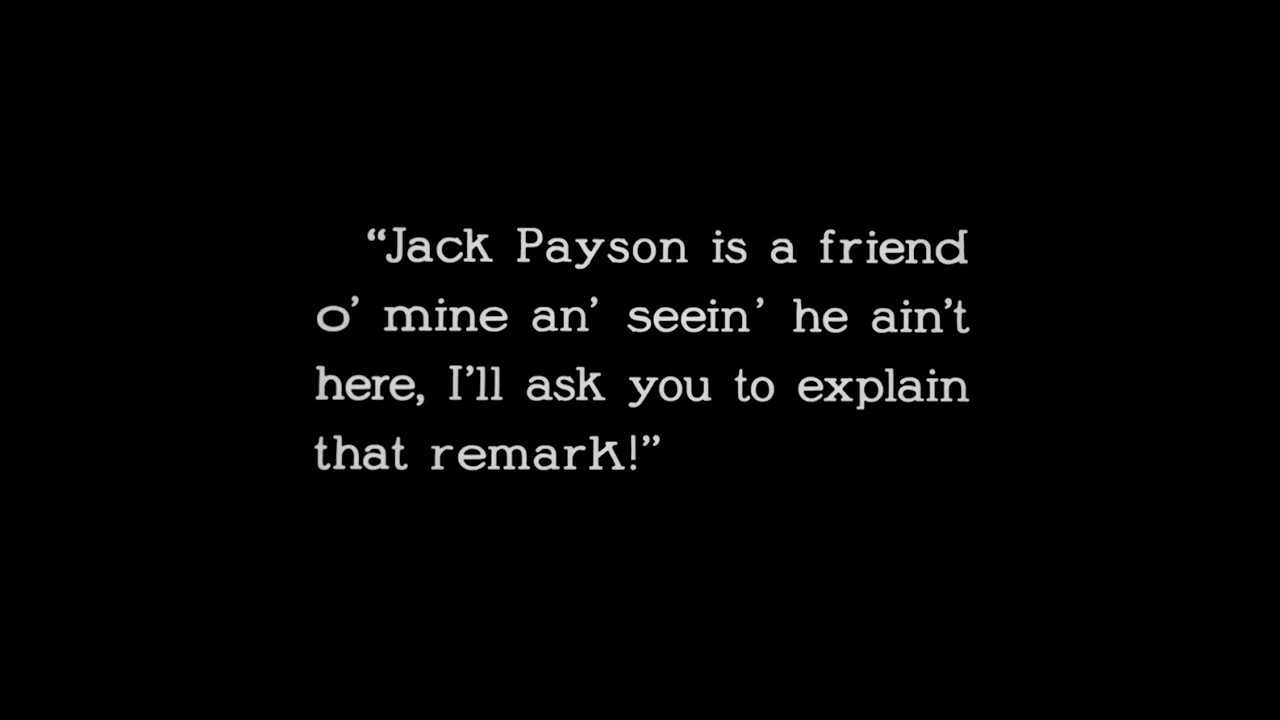 “Jack Payson is a friend
o’ mine an’ seein’ he ain’t
here, I’ll ask you to explain
that remark!”